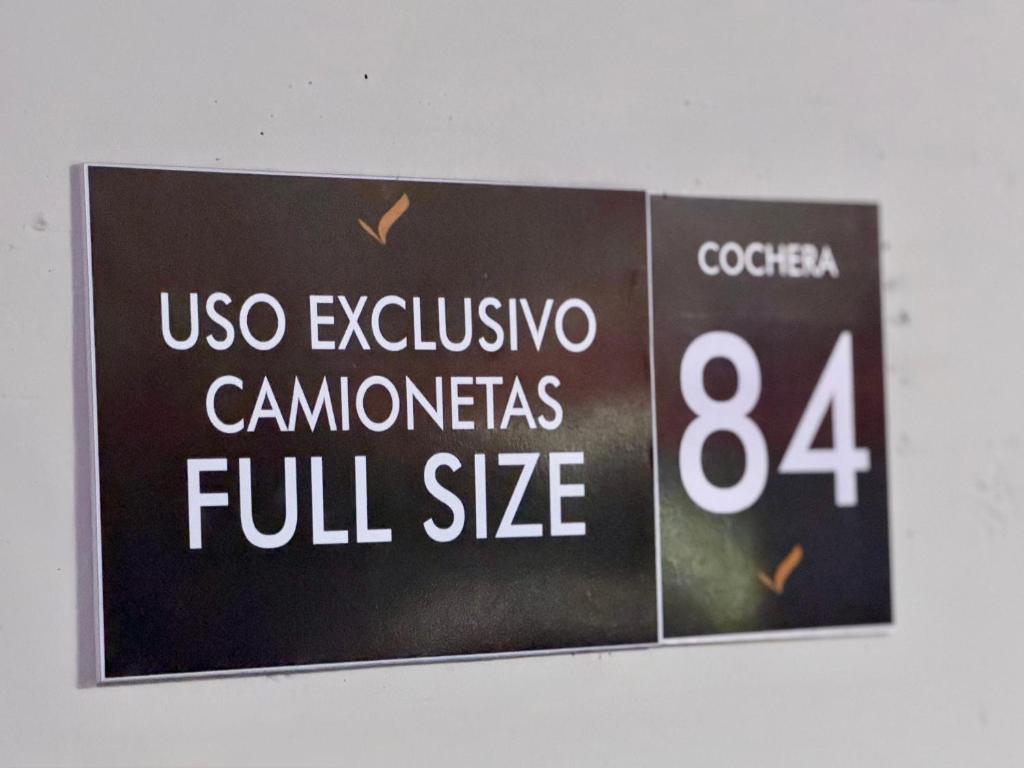 USO EXCLUSIVO
CAMIONETAS
FULL SIZE
COCHERA
84